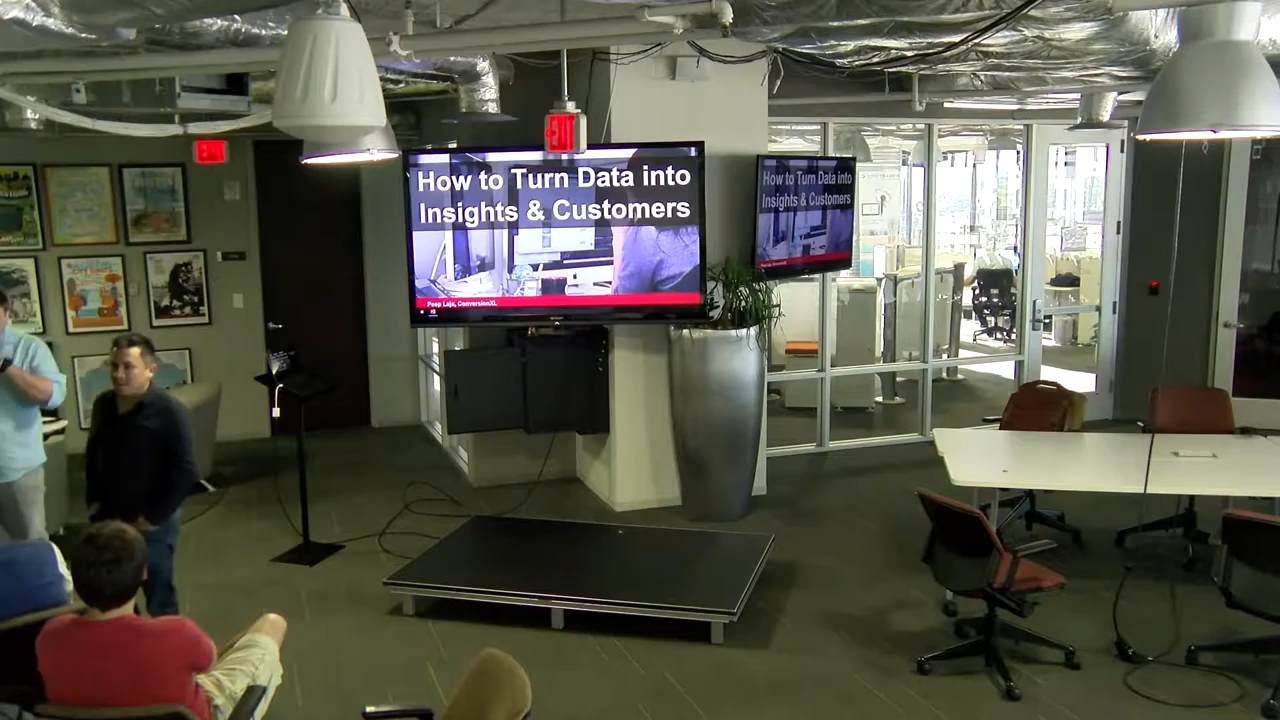 EXIT
How to Turn Data into
Insights & Customers
Peep Laja, ConversionXL
How to Turn Data into
Insights & Customers